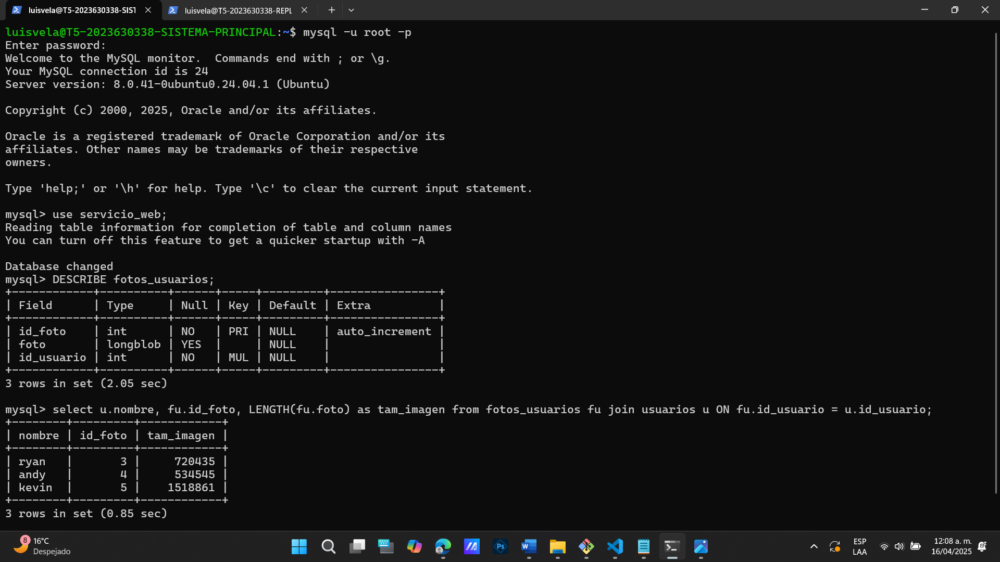 luisvela@T5-2023630338-SIST
luisvela@T5-2023630338-REPL
luisvela@T5-2023630338-SISTEMA-PRINCIPAL:~$ mysql -u root -p
Enter password:
Welcome to the MySQL monitor.  Commands end with ; or \g.
Your MySQL connection id is 24
Server version: 8.0.41-0ubuntu0.24.04.1 (Ubuntu)
Copyright (c) 2000, 2025, Oracle and/or its affiliates.
Oracle is a registered trademark of Oracle Corporation and/or its
affiliates. Other names may be trademarks of their respective
owners.
Type 'help;' or '\h' for help. Type '\c' to clear the current input statement.
mysql> use servicio_web;
Reading table information for completion of table and column names
You can turn off this feature to get a quicker startup with -A
Database changed
mysql> DESCRIBE fotos_usuarios;
+------------+----------+------+-----+---------+----------------+
| Field      | Type     | Null | Key | Default | Extra          |
+------------+----------+------+-----+---------+----------------+
| id_foto    | int      | NO   | PRI | NULL    | auto_increment |
| foto       | longblob | YES  |     | NULL    |                |
| id_usuario | int      | NO   | MUL | NULL    |                |
+------------+----------+------+-----+---------+----------------+
3 rows in set (2.05 sec)
mysql> select u.nombre, fu.id_foto, LENGTH(fu.foto) as tam_imagen from fotos_usuarios fu join usuarios u ON fu.id_usuario = u.id_usuario;
+--------+---------+------------+
| nombre | id_foto | tam_imagen |
+--------+---------+------------+
| ryan   |       3 |     720435 |
| andy   |       4 |     534545 |
| kevin  |       5 |    1518861 |
+--------+---------+------------+
3 rows in set (0.85 sec)
8
16°C
Despejado
Ps
W
ESP
LAA
12:08 a. m.
16/04/2025